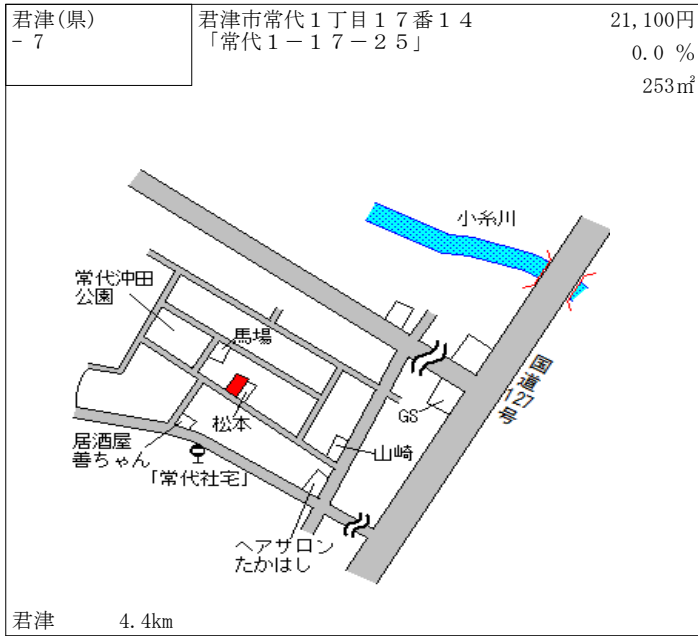 君津(県)
－7
君津市常代１丁目１７番１４
「常代１－１７－２５」
21,100円
0.0 %
253㎡
小糸川
常代沖田
公園
馬場
国道127号
GS
松本
山崎
居酒屋
善ちゃん
「常代社宅」
ヘアサロン
たかはし
君津 4.4km